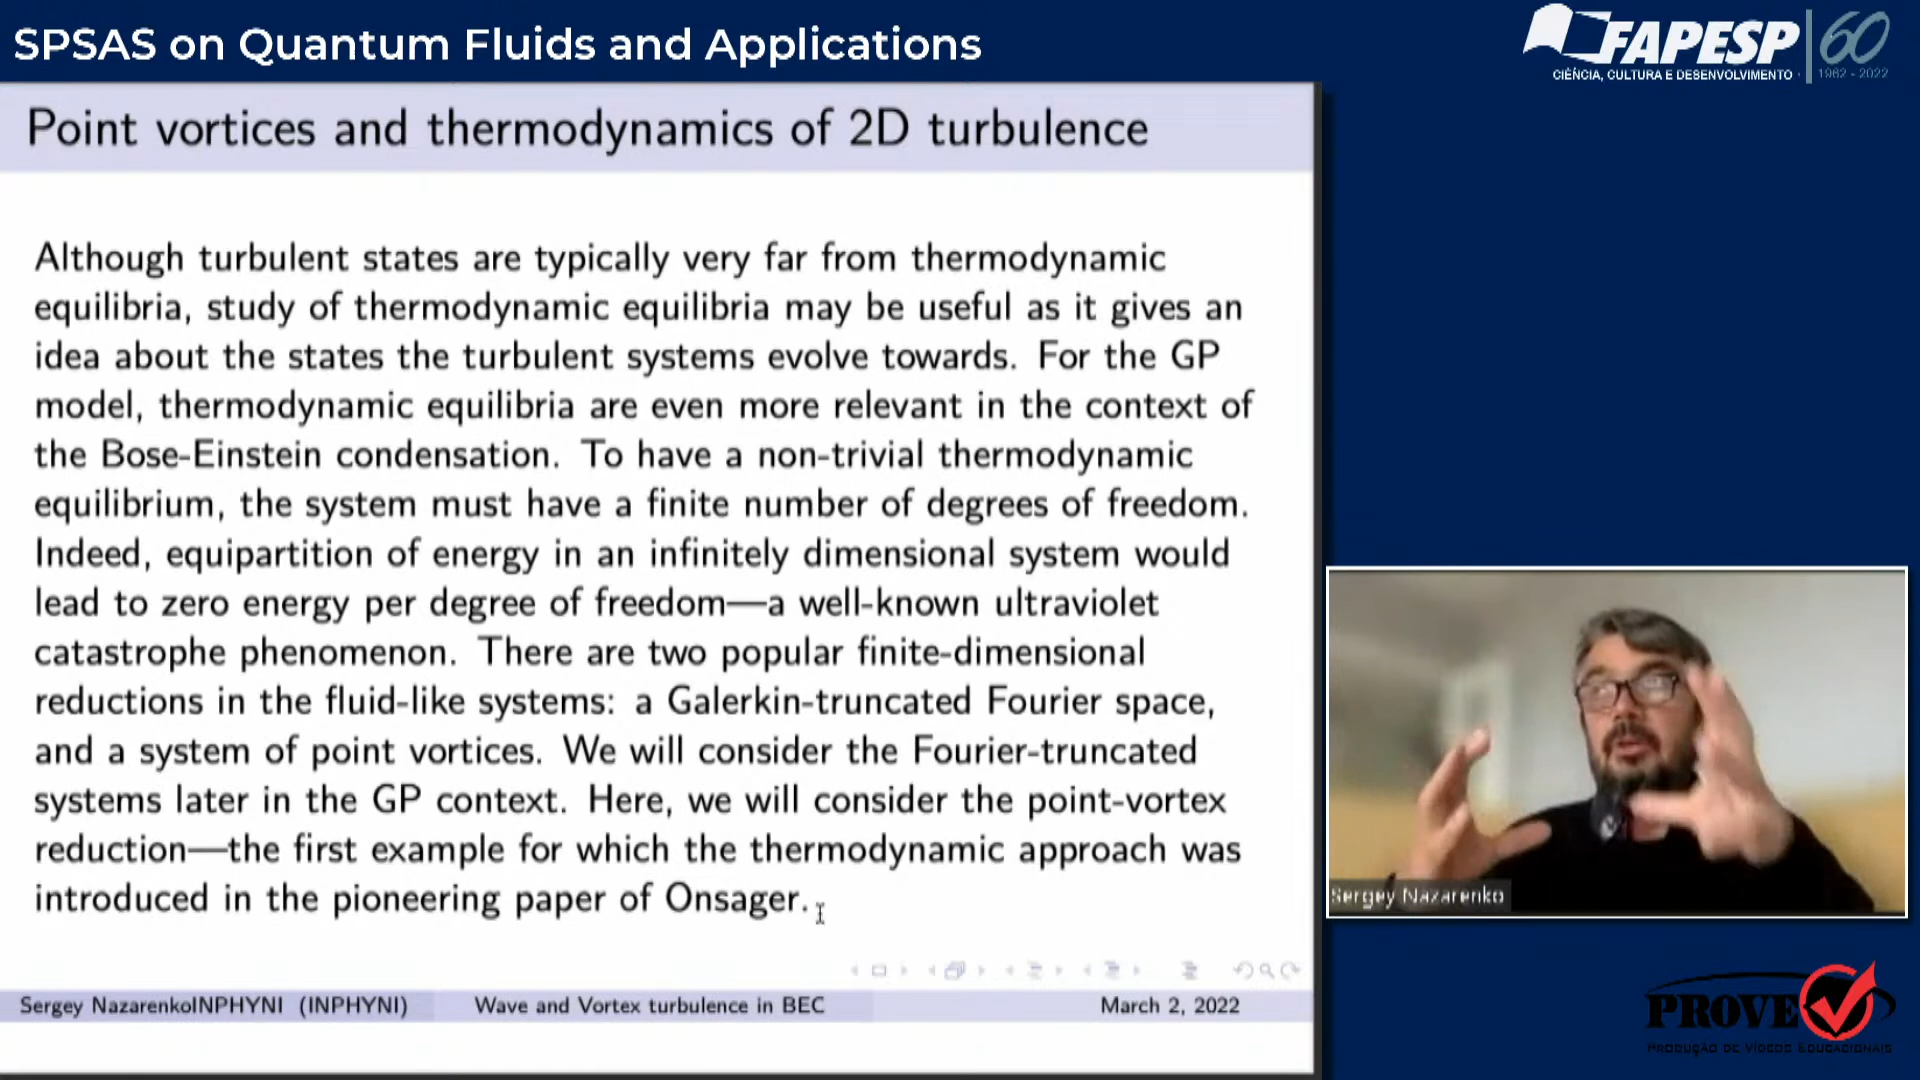 SPSAS on Quantum Fluids and Applications
FAPESP 60
CIÊNCIA, CULTURA E DESENVOLVIMENTO
1962 - 2022
Point vortices and thermodynamics of 2D turbulence
Although turbulent states are typically very far from thermodynamic
equilibria, study of thermodynamic equilibria may be useful as it gives an
idea about the states the turbulent systems evolve towards. For the GP
model, thermodynamic equilibria are even more relevant in the context of
the Bose-Einstein condensation. To have a non-trivial thermodynamic
equilibrium, the system must have a finite number of degrees of freedom.
Indeed, equipartition of energy in an infinitely dimensional system would
lead to zero energy per degree of freedom—a well-known ultraviolet
catastrophe phenomenon. There are two popular finite-dimensional
reductions in the fluid-like systems: a Galerkin-truncated Fourier space,
and a system of point vortices. We will consider the Fourier-truncated
systems later in the GP context. Here, we will consider the point-vortex
reduction—the first example for which the thermodynamic approach was
introduced in the pioneering paper of Onsager.
Sergey Nazarenko
Sergey NazarenkoINPHYNI (INPHYNI) Wave and Vortex turbulence in BEC March 2, 2022
PROVE
PRODUÇÃO DE VÍDEOS EDUCACIONAIS